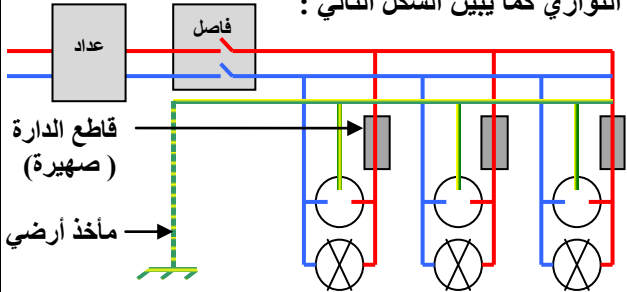 التوازي كما يبين الشكل التالي :
عداد
فاصل
قاطع الدارة
( صهيرة)
مأخذ أرضي